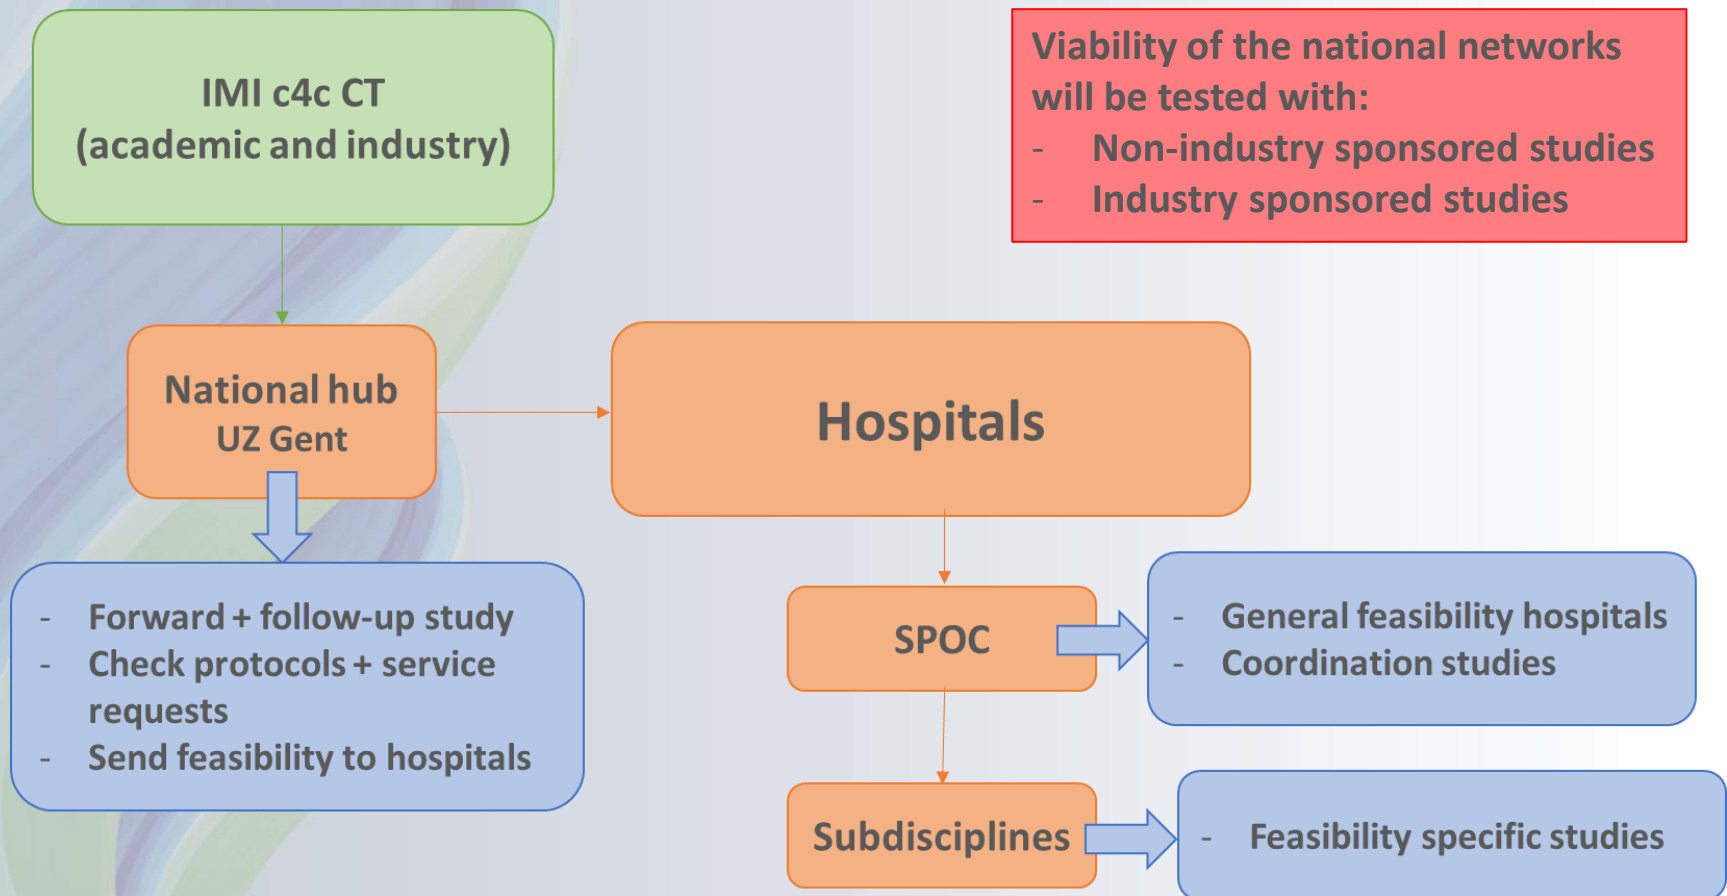 IMI c4c CT
(academic and industry)
Viability of the national networks
will be tested with:
- Non-industry sponsored studies
- Industry sponsored studies
National hub
UZ Gent
Hospitals
- Forward + follow-up study
- Check protocols + service
requests
- Send feasibility to hospitals
SPOC
- General feasibility hospitals
- Coordination studies
Subdisciplines
- Feasibility specific studies